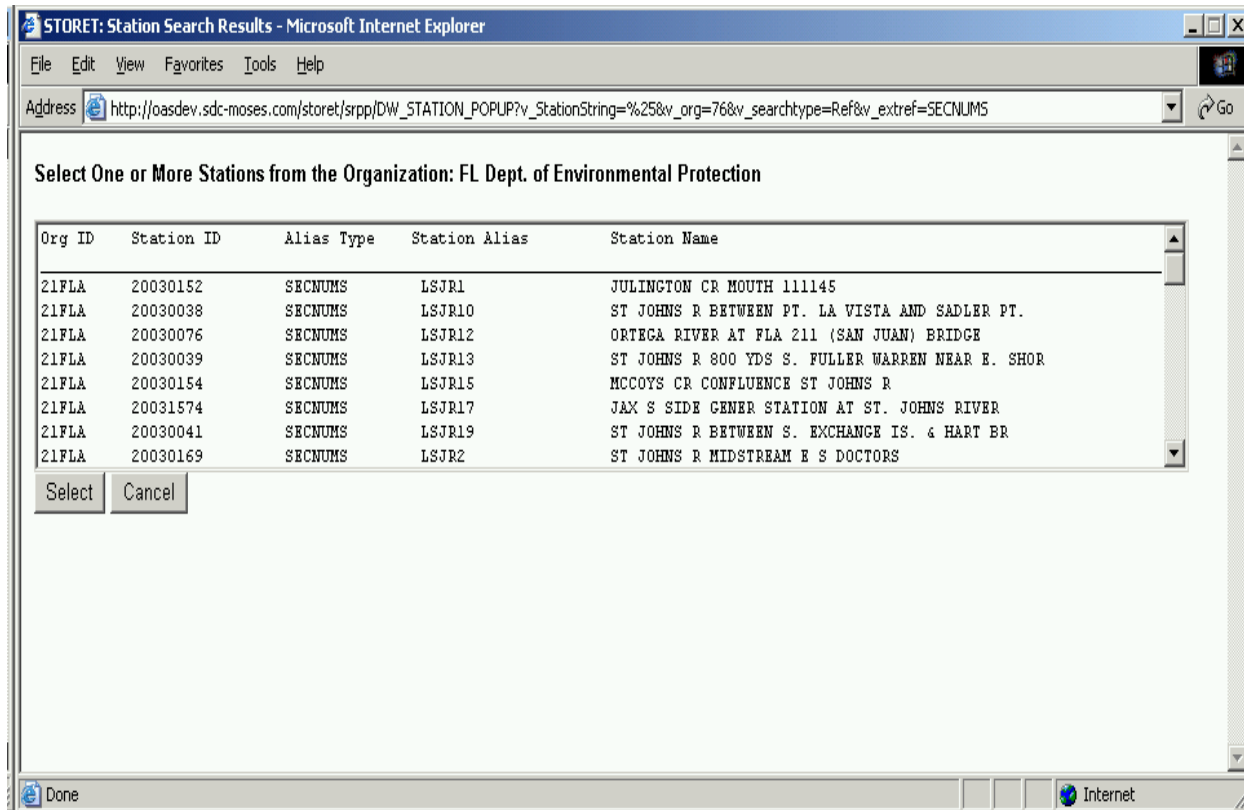 STORET: Station Search Results - Microsoft Internet Explorer
File Edit View Favorites Tools Help
Address http://oasdev.sdc-moses.com/storet/srpp/DW_STATION_POPUP?v_StationString=%25&v_org=76&v_searchtype=Ref&v_extref=SECNUMS Go
Select One or More Stations from the Organization: FL Dept. of Environmental Protection
Org ID Station ID Alias Type Station Alias Station Name
21FLA 20030152 SECNUMS LSJR1 JULINGTON CR MOUTH 111145
21FLA 20030038 SECNUMS LSJR10 ST JOHNS R BETWEEN PT. LA VISTA AND SADLER PT.
21FLA 20030076 SECNUMS LSJR12 ORTEGA RIVER AT FLA 211 (SAN JUAN) BRIDGE
21FLA 20030039 SECNUMS LSJR13 ST JOHNS R 800 YDS S. FULLER WARREN NEAR E. SHOR
21FLA 20030154 SECNUMS LSJR15 MCCOYS CR CONFLUENCE ST JOHNS R
21FLA 20031574 SECNUMS LSJR17 JAX S SIDE GENER STATION AT ST. JOHNS RIVER
21FLA 20030041 SECNUMS LSJR19 ST JOHNS R BETWEEN S. EXCHANGE IS. & HART BR
21FLA 20030169 SECNUMS LSJR2 ST JOHNS R MIDSTREAM E S DOCTORS
Select Cancel
Done Internet